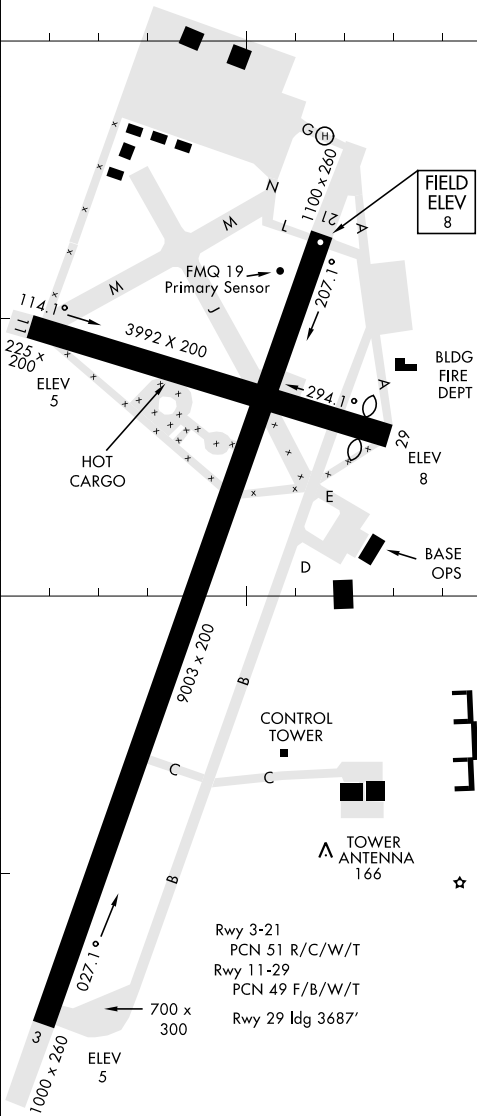 G
H
1100 x 260
N
21
A
FIELD
ELEV
8
M
L
FMQ 19
Primary Sensor
207.1°
M
J
114.1°
11
3992 X 200
225 x
200
ELEV
5
294.1°
A
BLDG
FIRE
DEPT
29
ELEV
8
HOT
CARGO
E
BASE
OPS
D
9003 x 200
B
CONTROL
TOWER
C
C
TOWER
ANTENNA
166
B
027.1°
Rwy 3-21
PCN 51 R/C/W/T
Rwy 11-29
PCN 49 F/B/W/T
Rwy 29 ldg 3687'
700 x
300
3
ELEV
5
1000 x 260